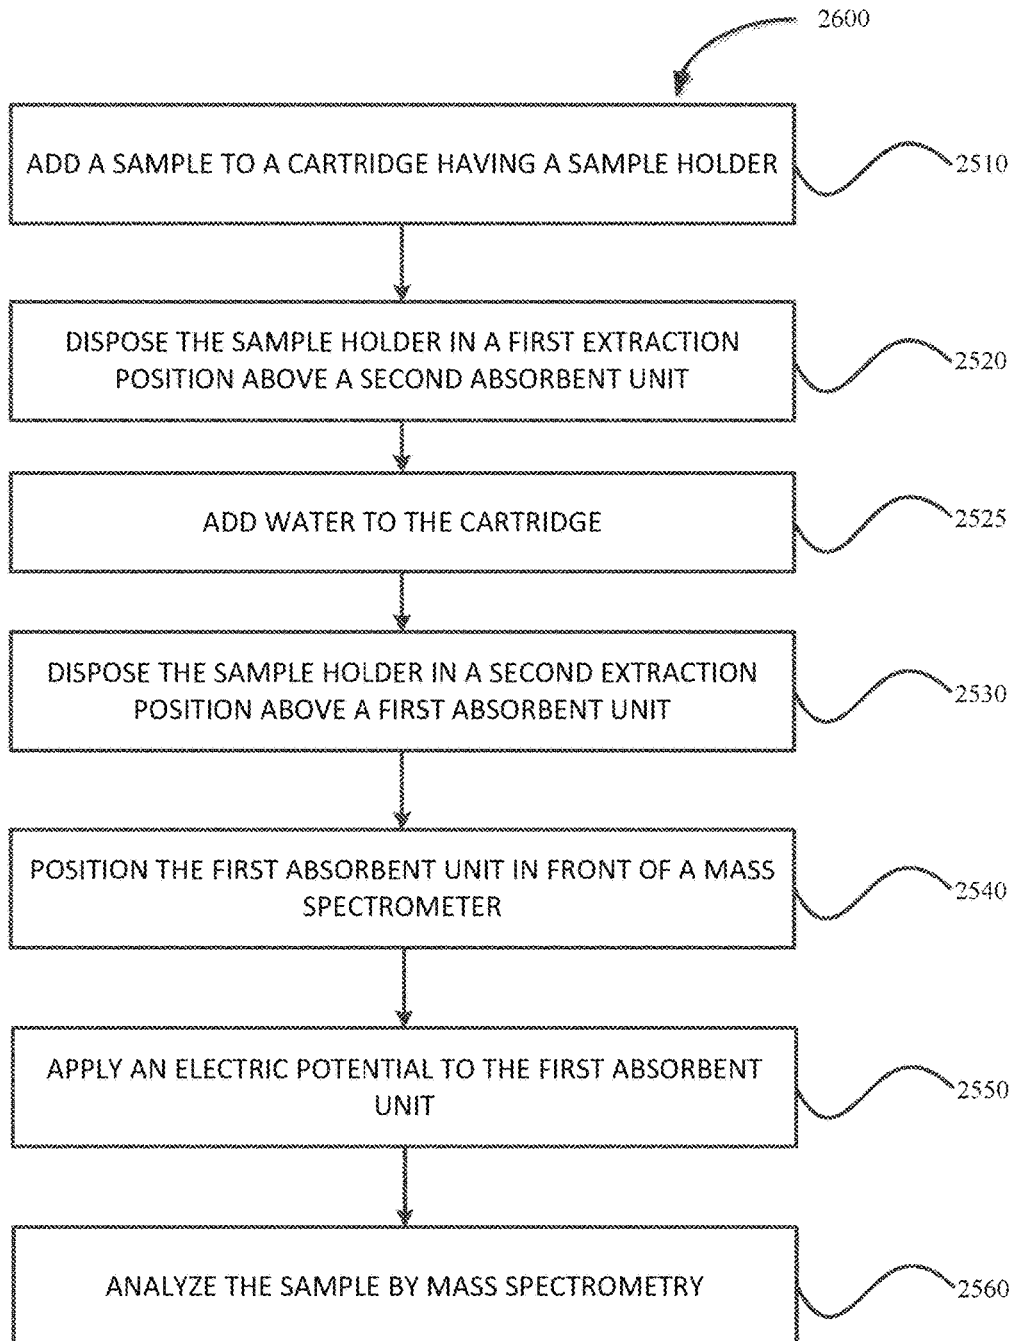 2600
ADD A SAMPLE TO A CARTRIDGE HAVING A SAMPLE HOLDER
2510
DISPOSE THE SAMPLE HOLDER IN A FIRST EXTRACTION
POSITION ABOVE A SECOND ABSORBENT UNIT
2520
ADD WATER TO THE CARTRIDGE
2525
DISPOSE THE SAMPLE HOLDER IN A SECOND EXTRACTION
POSITION ABOVE A FIRST ABSORBENT UNIT
2530
POSITION THE FIRST ABSORBENT UNIT IN FRONT OF A MASS
SPECTROMETER
2540
APPLY AN ELECTRIC POTENTIAL TO THE FIRST ABSORBENT
UNIT
2550
ANALYZE THE SAMPLE BY MASS SPECTROMETRY
2560